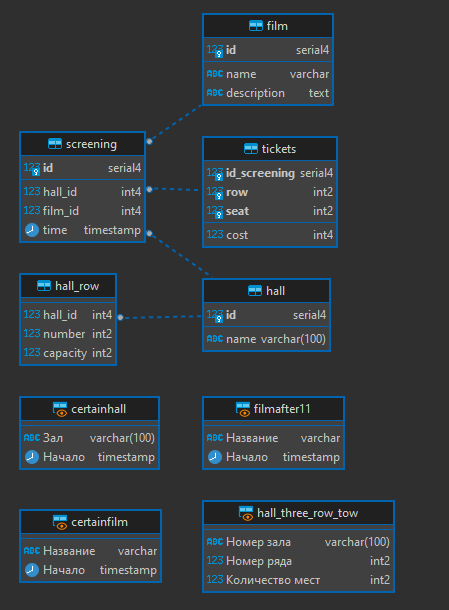 film
123 id serial4
ABC name varchar
ABC description text
screening
123 id serial4
123 hall_id int4
123 film_id int4
time timestamp
tickets
123 id_screening serial4
123 row int2
123 seat int2
123 cost int4
hall_row
123 hall_id int4
123 number int2
123 capacity int2
hall
123 id serial4
ABC name varchar(100)
certainhall
ABC Зал varchar(100)
Начало timestamp
filmafter11
ABC Название varchar
Начало timestamp
certainfilm
ABC Название varchar
Начало timestamp
hall_three_row_tow
ABC Номер зала varchar(100)
123 Номер ряда int2
123 Количество мест int2